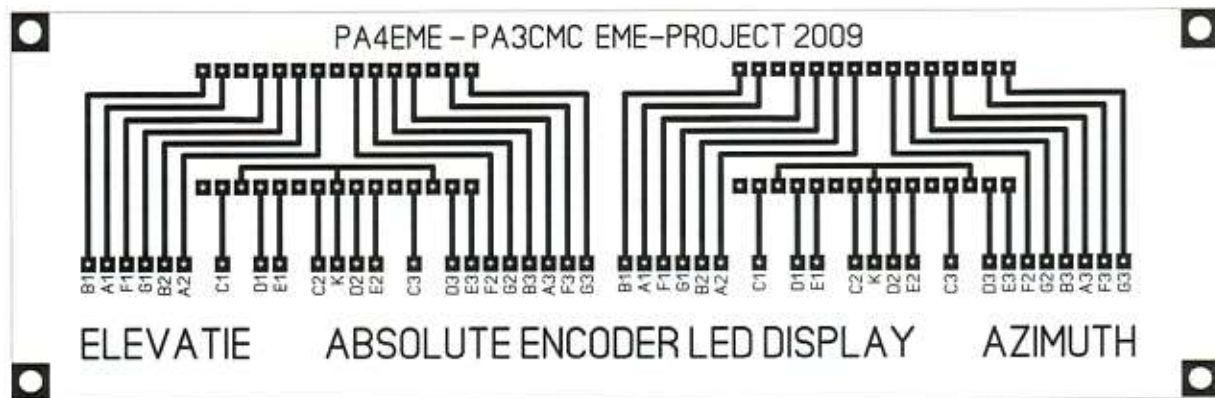 PA4EME - PA3CMC EME-PROJECT 2009
B1 A1 F1 G1 B2 A2 C1 D1 E1 C2 K D2 E2 C3 D3 E3 F2 G2 B3 A3 F3 G3 B1 A1 F1 G1 B2 A2 C1 D1 E1 C2 K D2 E2 C3 D3 E3 F2 G2 B3 A3 F3 G3
ELEVATIE ABSOLUTE ENCODER LED DISPLAY AZIMUTH